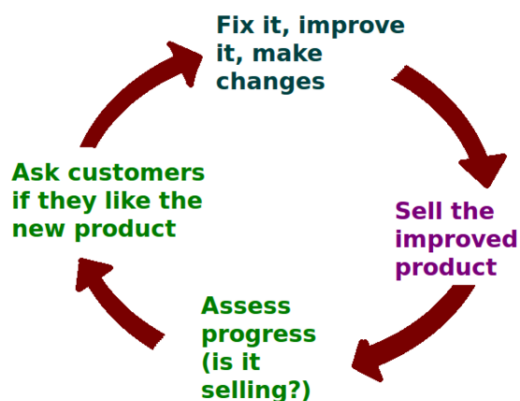 Fix it, improve
it, make
changes
Sell the
improved
product
Assess
progress
(is it
selling?)
Ask customers
if they like the
new product